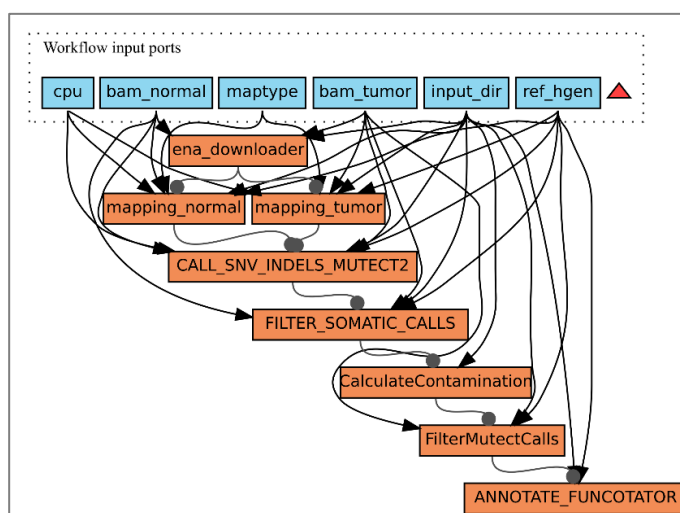 Workflow input ports
cpu bam_normal maptype bam_tumor input_dir ref_hgen
ena_downloader
mapping_normal mapping_tumor
CALL_SNV_INDELS_MUTECT2
FILTER_SOMATIC_CALLS
CalculateContamination
FilterMutectCalls
ANNOTATE_FUNCOTATOR